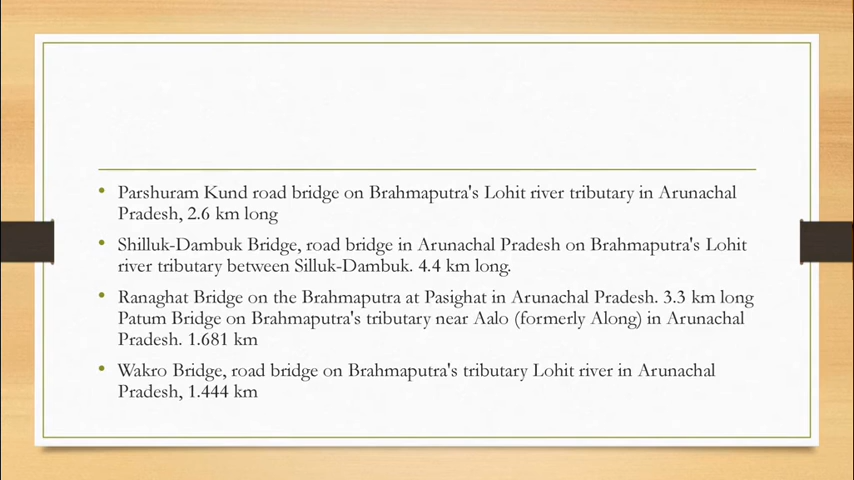 • Parshuram Kund road bridge on Brahmaputra's Lohit river tributary in Arunachal
Pradesh, 2.6 km long
• Shilluk-Dambuk Bridge, road bridge in Arunachal Pradesh on Brahmaputra's Lohit
river tributary between Silluk-Dambuk. 4.4 km long.
• Ranaghat Bridge on the Brahmaputra at Pasighat in Arunachal Pradesh. 3.3 km long
Patum Bridge on Brahmaputra's tributary near Aalo (formerly Along) in Arunachal
Pradesh. 1.681 km
• Wakro Bridge, road bridge on Brahmaputra's tributary Lohit river in Arunachal
Pradesh, 1.444 km